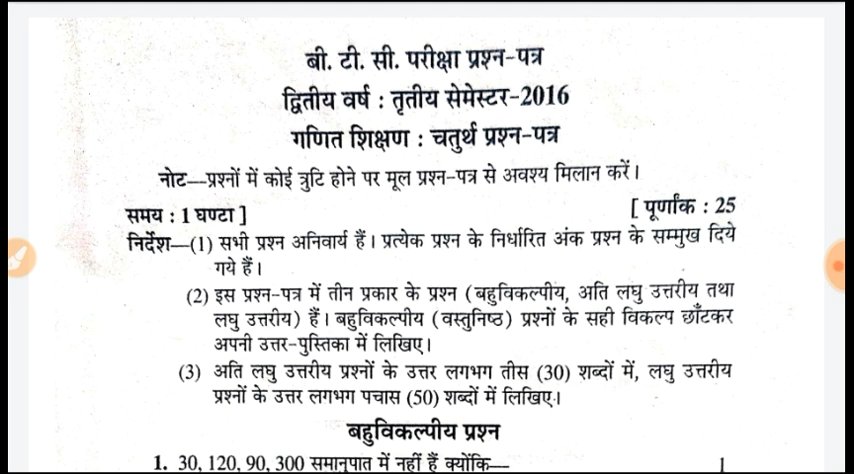 बी. टी. सी. परीक्षा प्रश्न-पत्र
द्वितीय वर्ष : तृतीय सेमेस्टर-2016
गणित शिक्षण : चतुर्थ प्रश्न-पत्र
नोट—प्रश्नों में कोई त्रुटि होने पर मूल प्रश्न-पत्र से अवश्य मिलान करें।
समय : 1 घण्टा ] [ पूर्णांक : 25
निर्देश—(1) सभी प्रश्न अनिवार्य हैं। प्रत्येक प्रश्न के निर्धारित अंक प्रश्न के सम्मुख दिये
गये हैं।
(2) इस प्रश्न-पत्र में तीन प्रकार के प्रश्न (बहुविकल्पीय, अति लघु उत्तरीय तथा
लघु उत्तरीय) हैं। बहुविकल्पीय (वस्तुनिष्ठ) प्रश्नों के सही विकल्प छाँटकर
अपनी उत्तर-पुस्तिका में लिखिए।
(3) अति लघु उत्तरीय प्रश्नों के उत्तर लगभग तीस (30) शब्दों में, लघु उत्तरीय
प्रश्नों के उत्तर लगभग पचास (50) शब्दों में लिखिए।
बहुविकल्पीय प्रश्न
1. 30, 120, 90, 300 समानुपात में नहीं हैं क्योंकि— 1